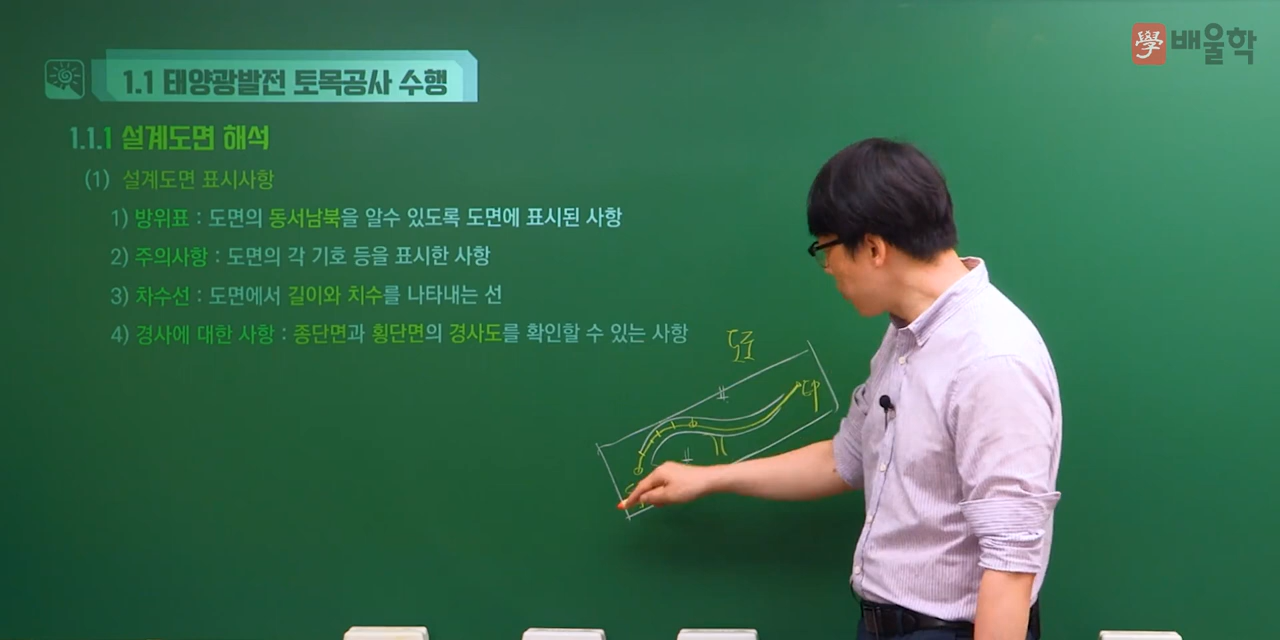 學 배울학
1.1 태양광발전 토목공사 수행
1.1.1 설계도면 해석
(1) 설계도면 표시사항
1) 방위표 : 도면의 동서남북을 알수 있도록 도면에 표시된 사항
2) 주의사항 : 도면의 각 기호 등을 표시한 사항
3) 차수선 : 도면에서 길이와 치수를 나타내는 선
4) 경사에 대한 사항 : 종단면과 횡단면의 경사도를 확인할 수 있는 사항
도로